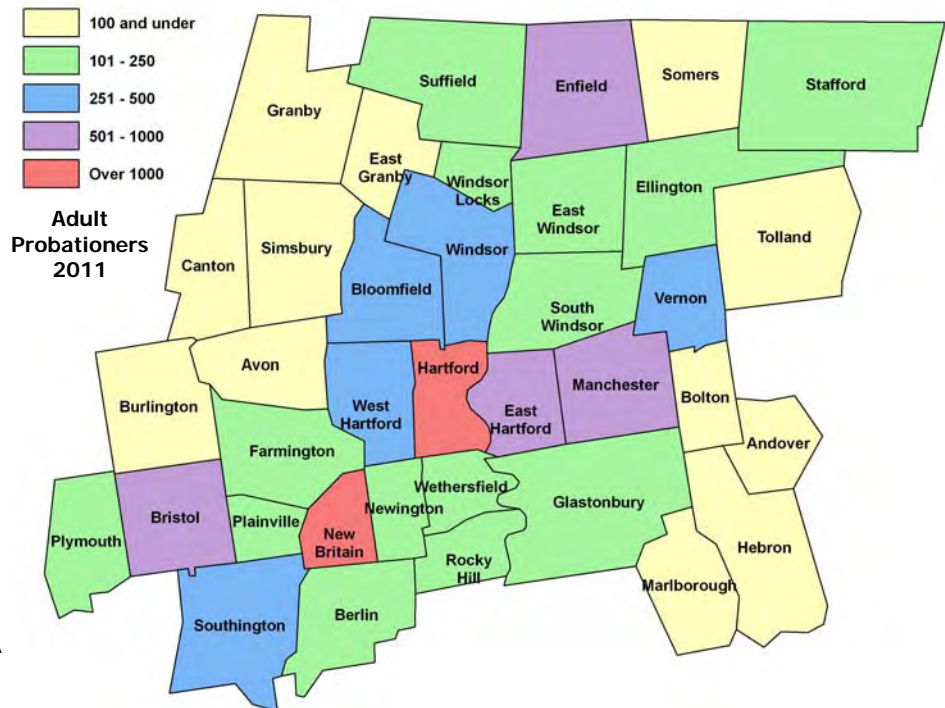 100 and under
101 - 250
251 - 500
501 - 1000
Over 1000
Adult
Probationers
2011
Granby
Suffield
Enfield
Somers
Stafford
East
Granby
Windsor
Locks
East
Windsor
Ellington
Tolland
Canton
Simsbury
Bloomfield
Windsor
South
Windsor
Vernon
Burlington
Avon
West
Hartford
Hartford
East
Hartford
Manchester
Bolton
Andover
Farmington
Plymouth
Bristol
Plainville
New
Britain
Newington
Wethersfield
Rocky
Hill
Glastonbury
Hebron
Marlborough
Southington
Berlin